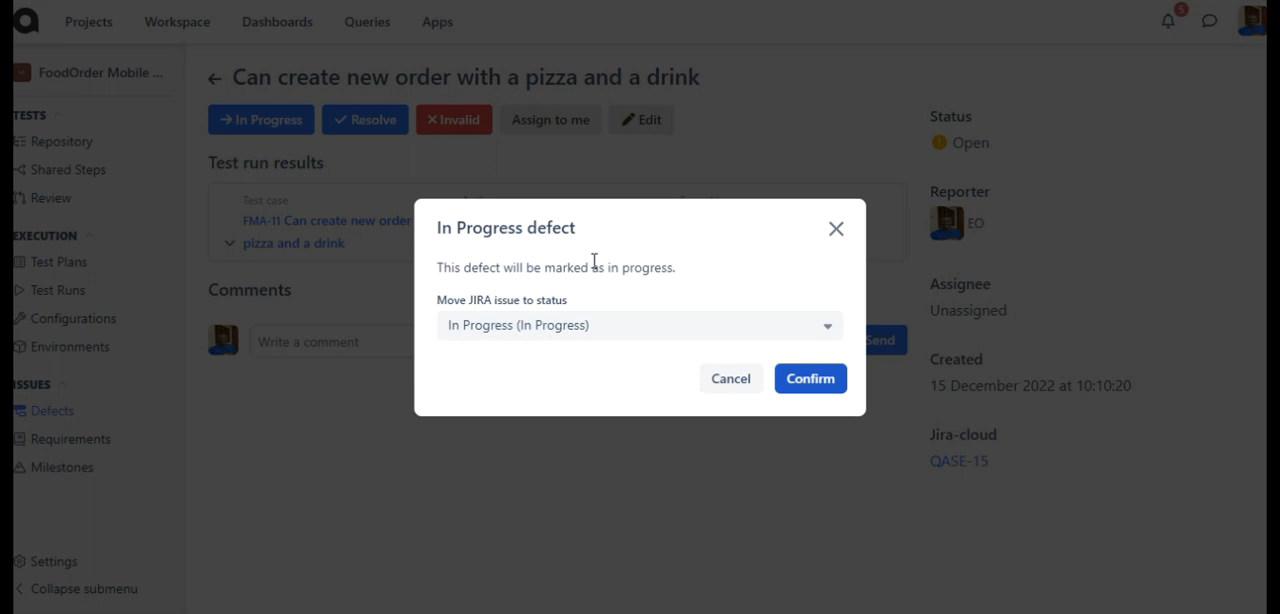 Projects
Workspace
Dashboards
Queries
Apps
5
FoodOrder Mobile ...
TESTS
Repository
Shared Steps
Review
EXECUTION
Test Plans
Test Runs
Configurations
Environments
ISSUES
Defects
Requirements
Milestones
Settings
Collapse submenu
Can create new order with a pizza and a drink
In Progress
Resolve
Invalid
Assign to me
Edit
Test run results
Test case
FMA-11 Can create new order
pizza and a drink
Comments
Write a comment
Send
In Progress defect
This defect will be marked as in progress.
Move JIRA issue to status
In Progress (In Progress)
Cancel
Confirm
Status
Open
Reporter
EO
Assignee
Unassigned
Created
15 December 2022 at 10:10:20
Jira-cloud
QASE-15